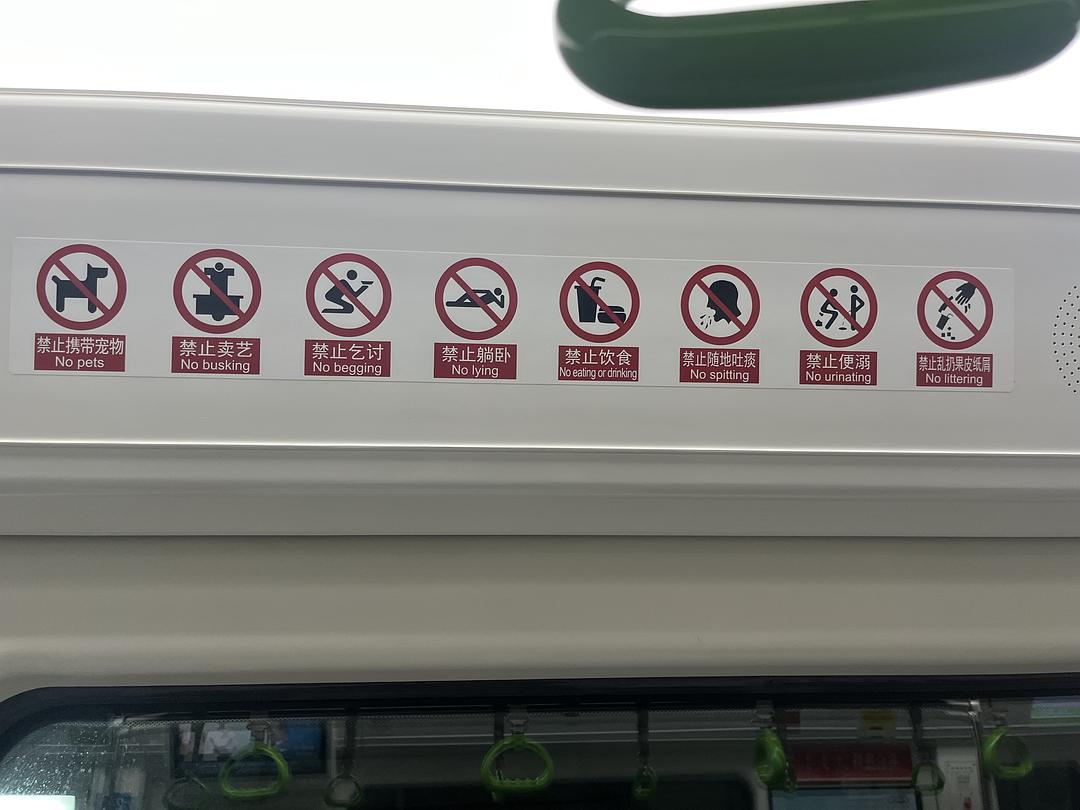 禁止携带宠物
No pets
禁止卖艺
No busking
禁止乞讨
No begging
禁止躺卧
No lying
禁止饮食
No eating or drinking
禁止随地吐痰
No spitting
禁止便溺
No urinating
禁止乱扔果皮纸屑
No littering